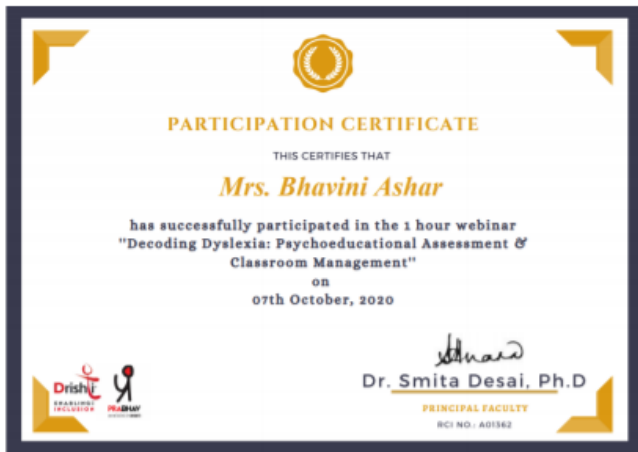 PARTICIPATION CERTIFICATE
THIS CERTIFIES THAT
Mrs. Bhavini Ashar
has successfully participated in the 1 hour webinar
"Decoding Dyslexia: Psychoeducational Assessment &
Classroom Management"
on
07th October, 2020
Drishti
ENABLING
INCLUSION
PRABHAV
Dr. Smita Desai, Ph.D
PRINCIPAL FACULTY
RCI NO.: A01362